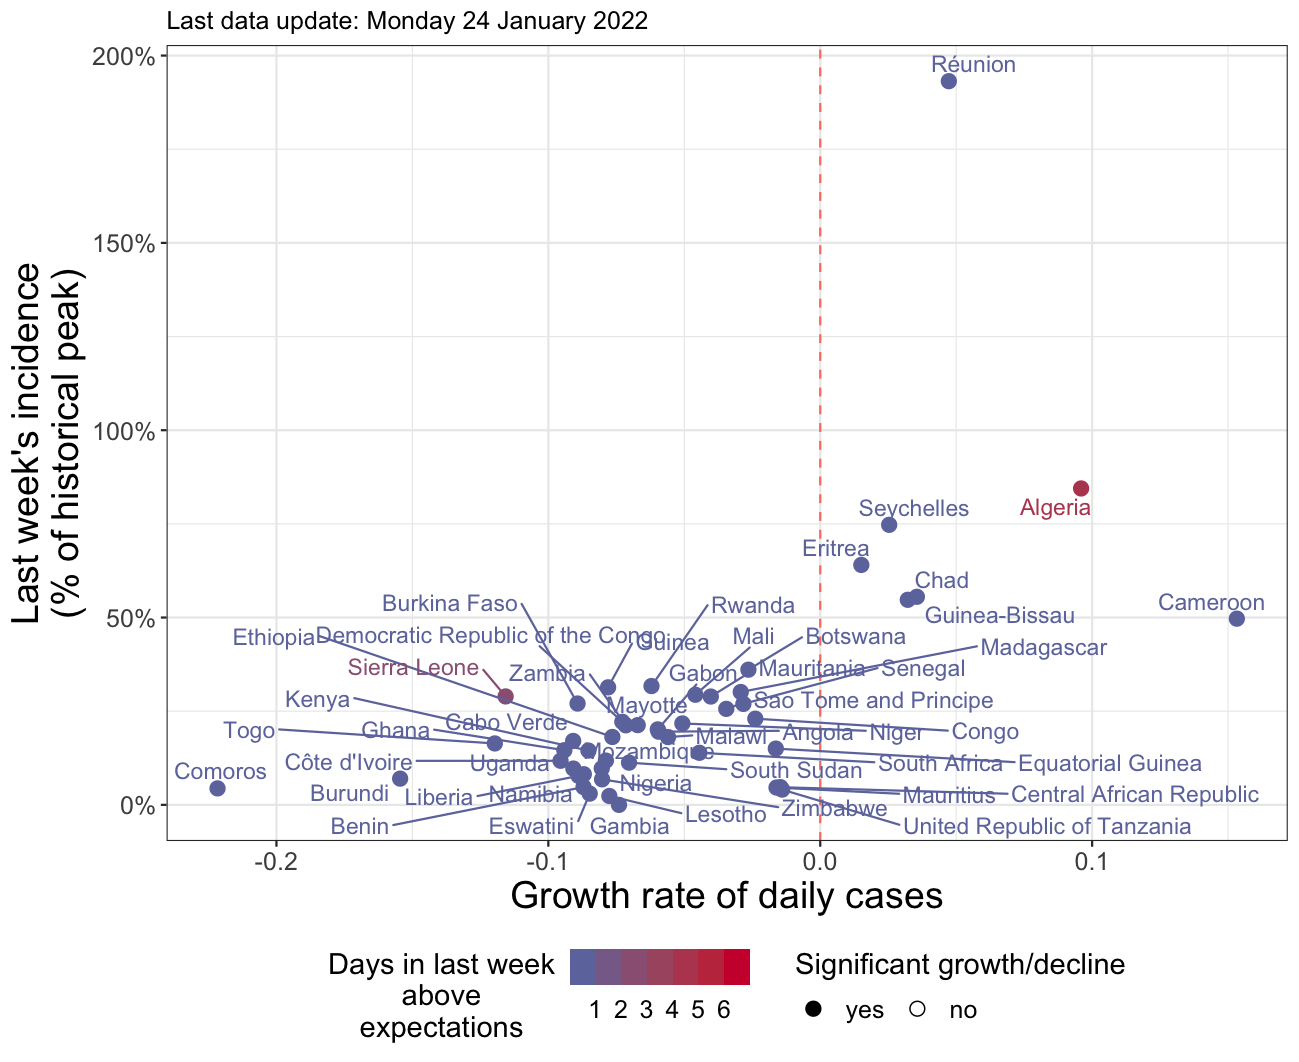 Last data update: Monday 24 January 2022
Last week's incidence
(% of historical peak)
200%
150%
100%
50%
0%
Réunion
Algeria
Seychelles
Eritrea
Chad
Guinea-Bissau
Cameroon
Burkina Faso
Rwanda
Ethiopia
Democratic Republic of the Congo
Guinea
Mali
Botswana
Madagascar
Sierra Leone
Zambia
Gabon
Mauritania
Senegal
Kenya
Mayotte
Sao Tome and Principe
Togo
Ghana
Cabo Verde
Malawi
Angola
Niger
Congo
Mozambique
Côte d'Ivoire
Uganda
South Sudan
South Africa
Equatorial Guinea
Comoros
Burundi
Liberia
Namibia
Nigeria
Mauritius
Central African Republic
Zimbabwe
Lesotho
Benin
Eswatini
Gambia
United Republic of Tanzania
-0.2
-0.1
0.0
0.1
Growth rate of daily cases
Days in last week
above
expectations
1 2 3 4 5 6
Significant growth/decline
yes
no